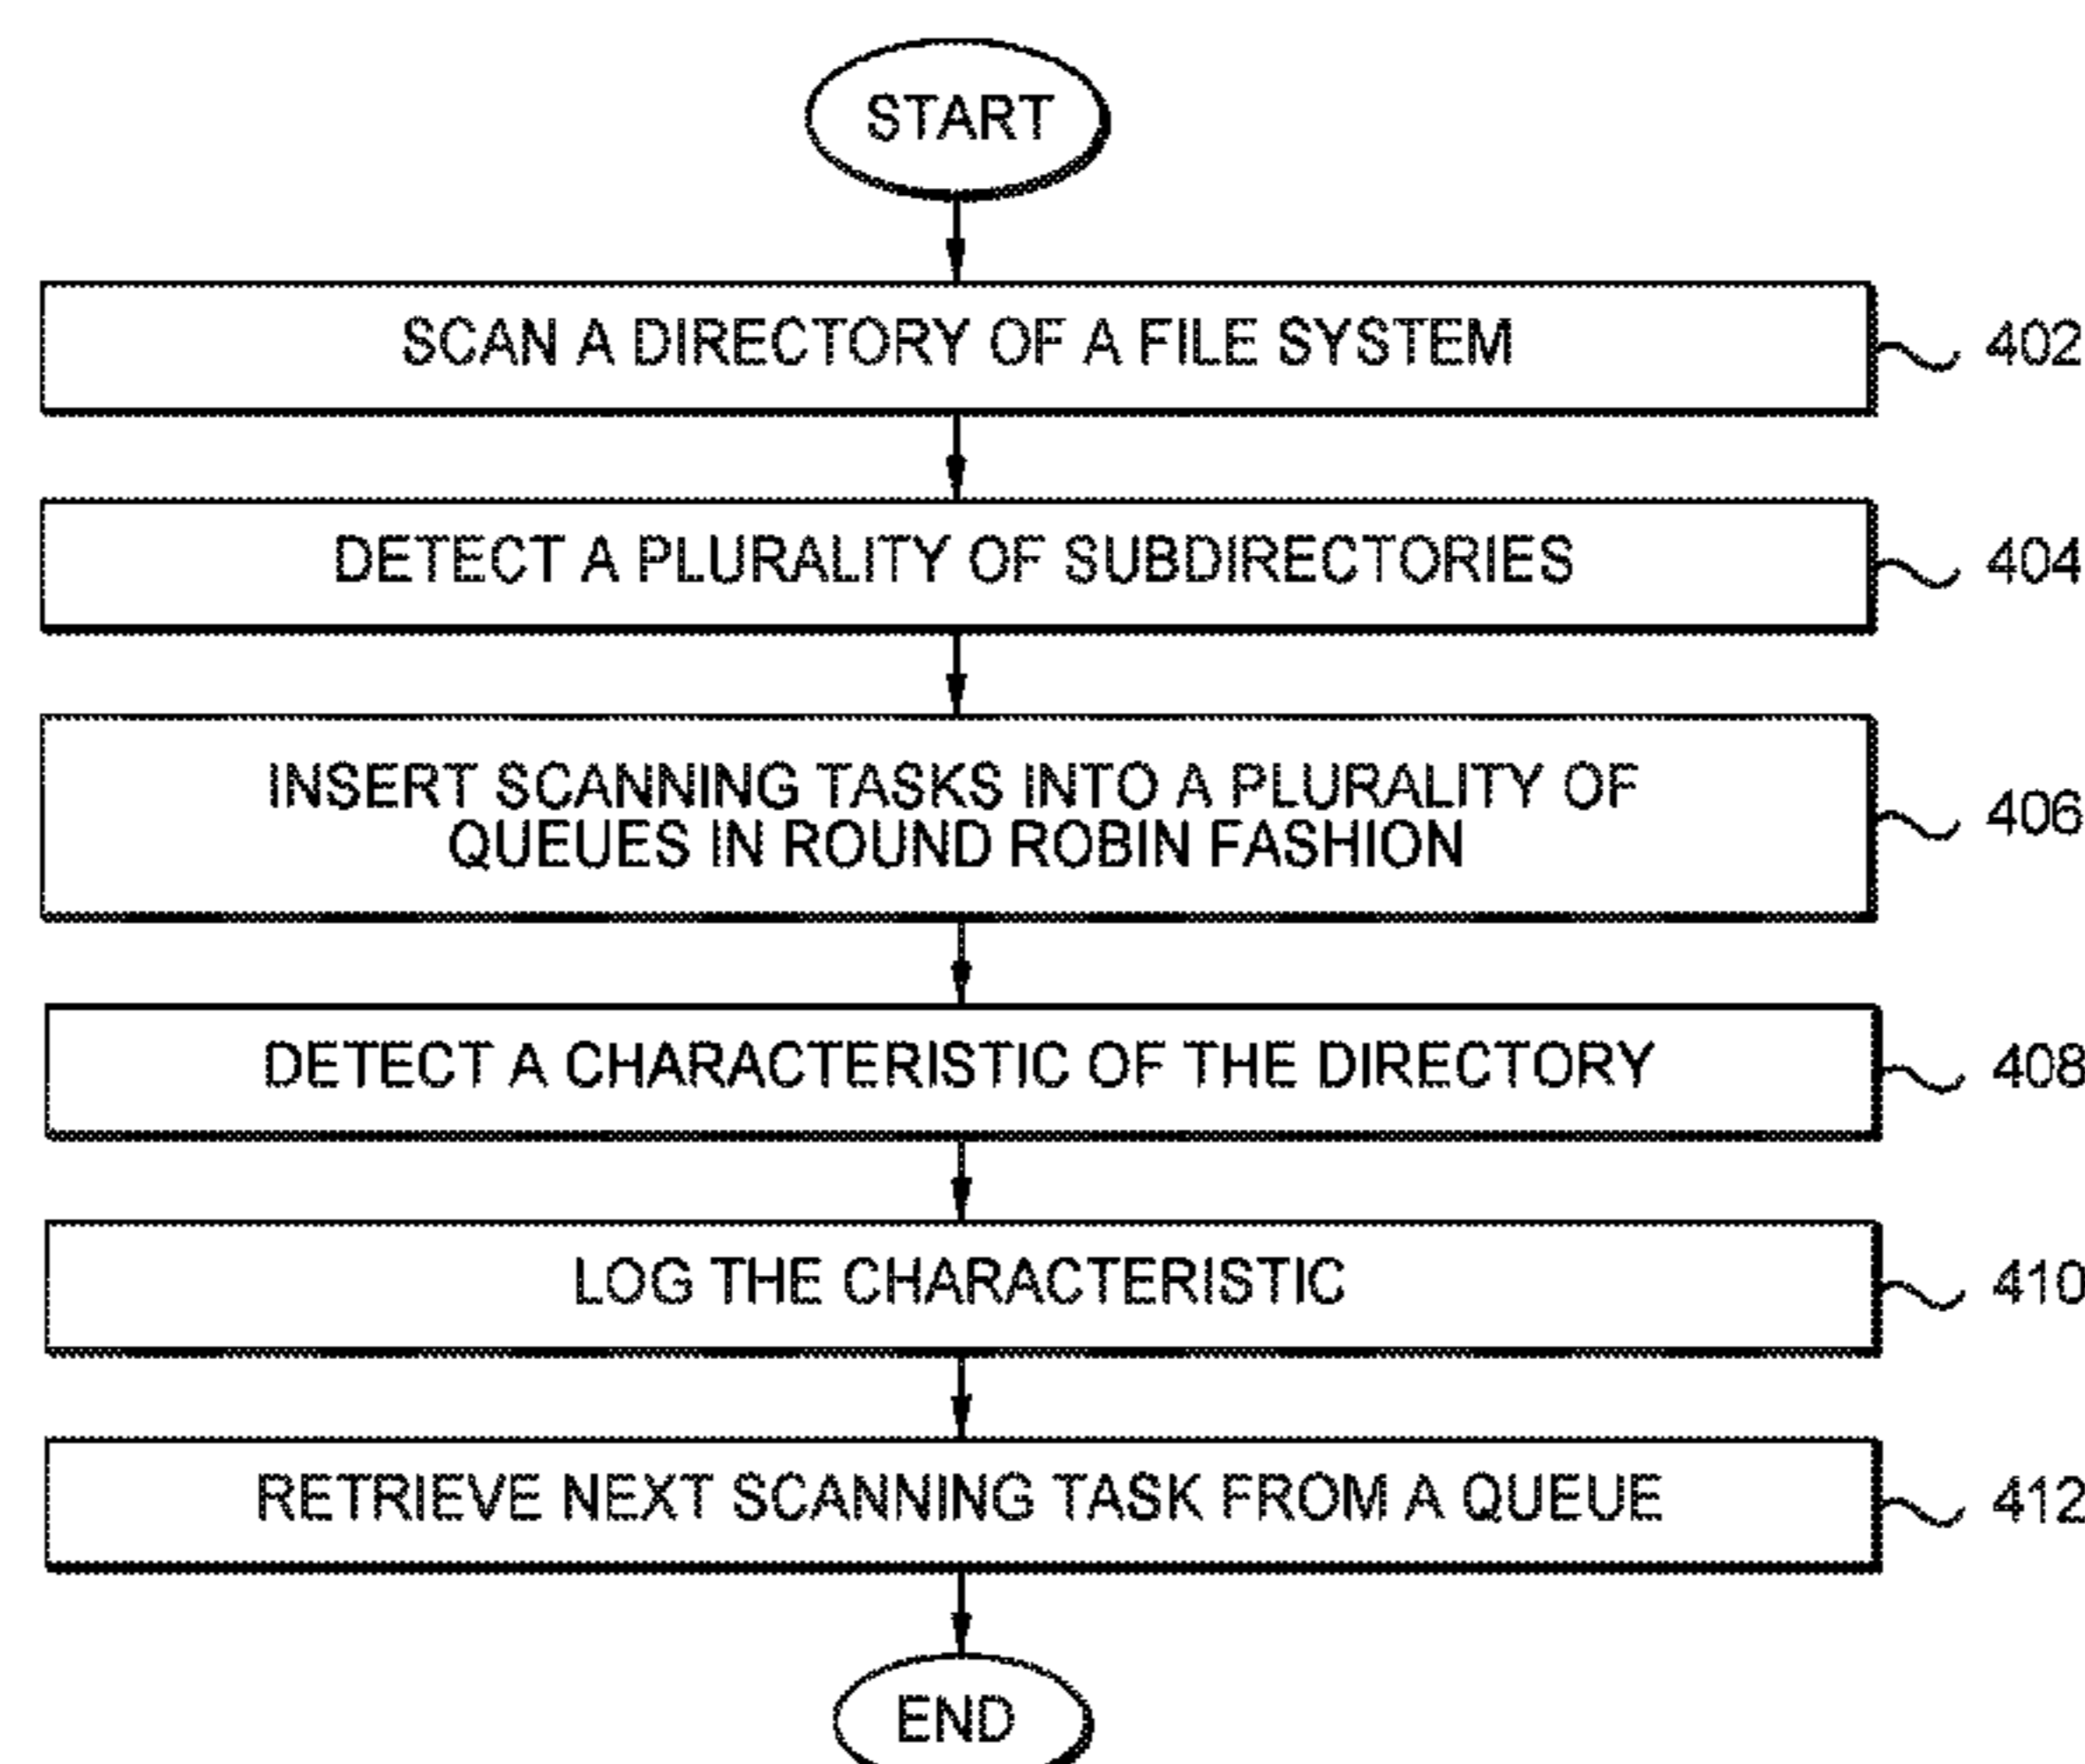 START
SCAN A DIRECTORY OF A FILE SYSTEM
402
DETECT A PLURALITY OF SUBDIRECTORIES
404
INSERT SCANNING TASKS INTO A PLURALITY OF
QUEUES IN ROUND ROBIN FASHION
406
DETECT A CHARACTERISTIC OF THE DIRECTORY
408
LOG THE CHARACTERISTIC
410
RETRIEVE NEXT SCANNING TASK FROM A QUEUE
412
END